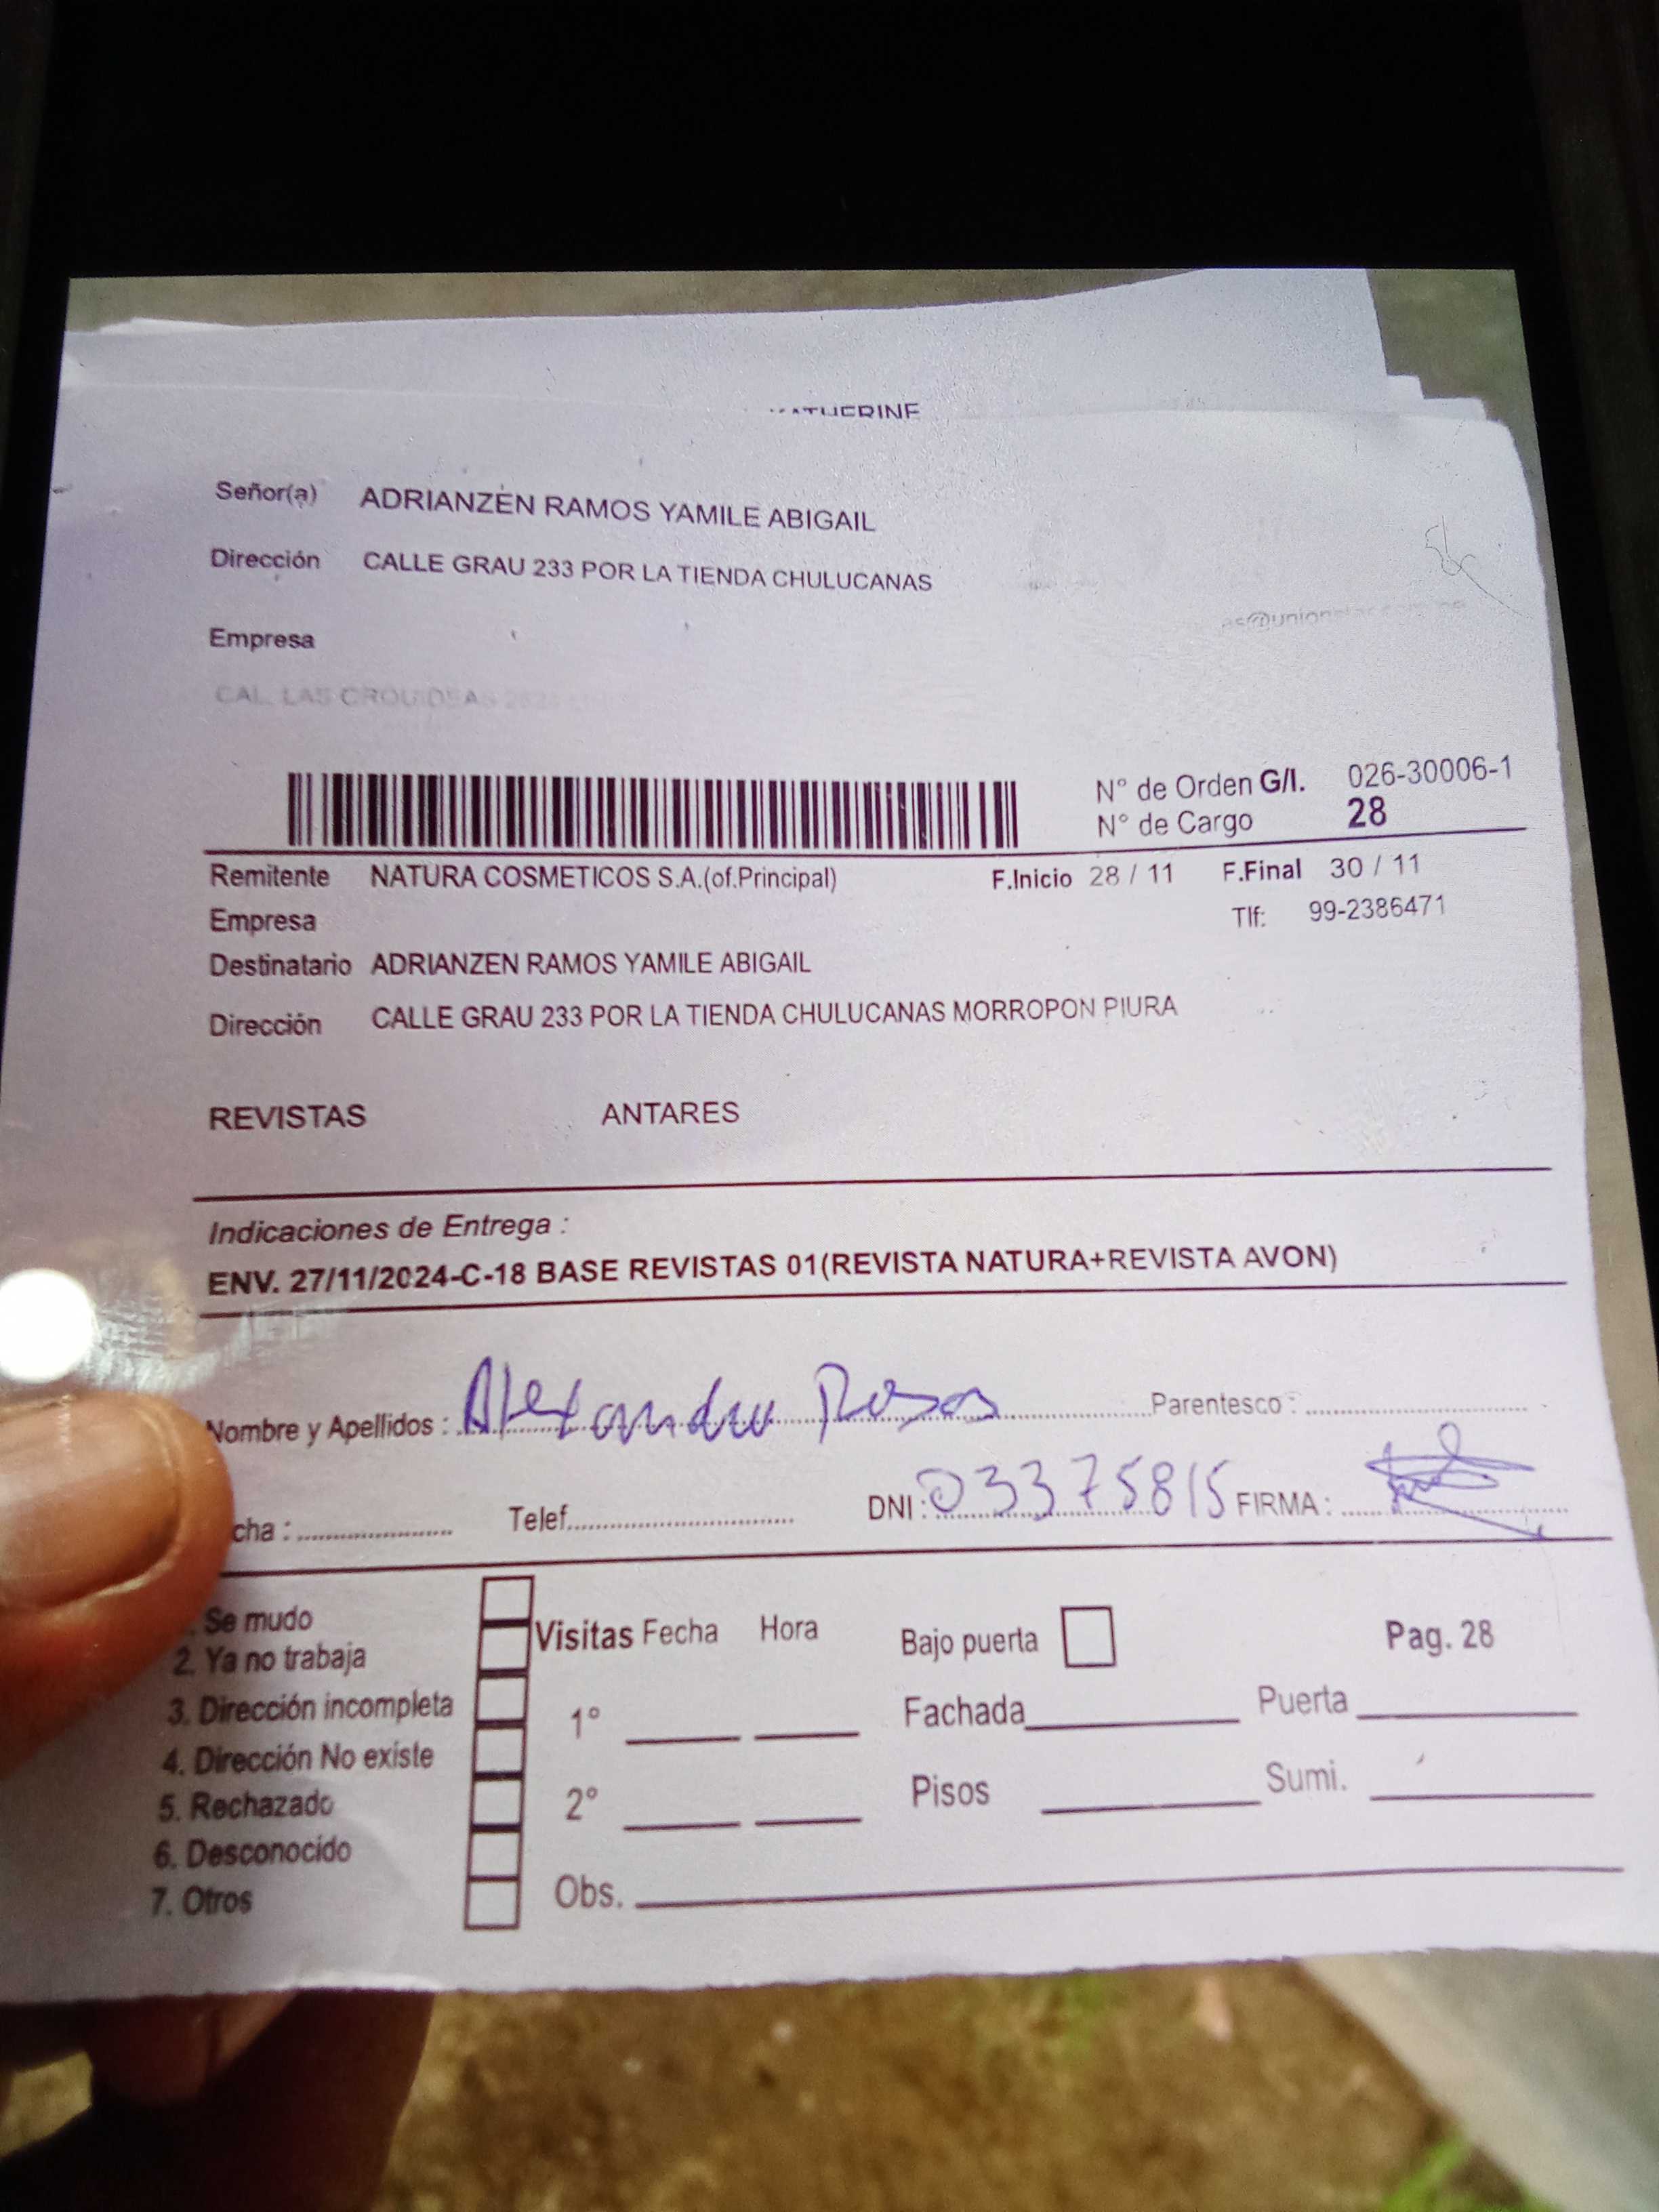 Señor(a) ADRIANZEN RAMOS YAMILE ABIGAIL
Dirección CALLE GRAU 233 POR LA TIENDA CHULUCANAS
Empresa
CAL. LAS
N° de Orden G/I. 026-30006-1
N° de Cargo 28
Remitente NATURA COSMETICOS S.A.(of.Principal) F.Inicio 28 / 11 F.Final 30 / 11
Empresa Tlf: 99-2386471
Destinatario ADRIANZEN RAMOS YAMILE ABIGAIL
Dirección CALLE GRAU 233 POR LA TIENDA CHULUCANAS MORROPON PIURA
REVISTAS ANTARES
Indicaciones de Entrega :
ENV. 27/11/2024-C-18 BASE REVISTAS 01(REVISTA NATURA+REVISTA AVON)
Nombre y Apellidos : Parentesco :
cha : Telef. DNI : 03375815 FIRMA :
. Se mudo
2. Ya no trabaja
3. Dirección incompleta
4. Dirección No existe
5. Rechazado
6. Desconocido
7. Otros
Visitas Fecha Hora
1°
2°
Obs.
Bajo puerta Pag. 28
Fachada Puerta
Pisos Sumi.